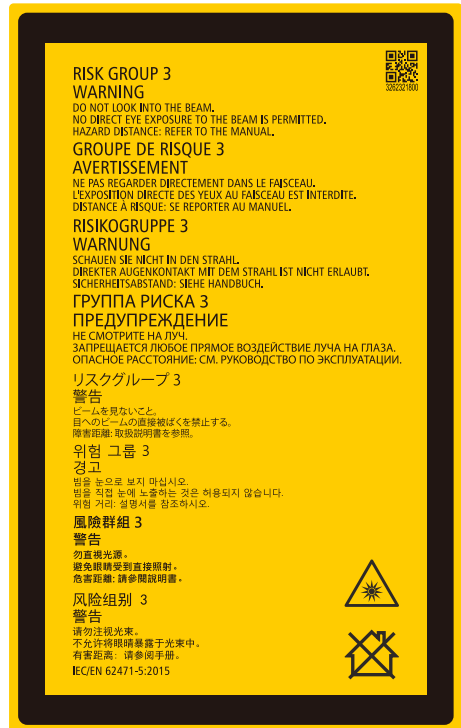 3262321800
RISK GROUP 3
WARNING
DO NOT LOOK INTO THE BEAM.
NO DIRECT EYE EXPOSURE TO THE BEAM IS PERMITTED.
HAZARD DISTANCE: REFER TO THE MANUAL.
GROUPE DE RISQUE 3
AVERTISSEMENT
NE PAS REGARDER DIRECTEMENT DANS LE FAISCEAU.
L'EXPOSITION DIRECTE DES YEUX AU FAISCEAU EST INTERDITE.
DISTANCE À RISQUE: SE REPORTER AU MANUEL.
RISIKOGRUPPE 3
WARNUNG
SCHAUEN SIE NICHT IN DEN STRAHL.
DIREKTER AUGENKONTAKT MIT DEM STRAHL IST NICHT ERLAUBT.
SICHERHEITSABSTAND: SIEHE HANDBUCH.
ГРУППА РИСКА 3
ПРЕДУПРЕЖДЕНИЕ
НЕ СМОТРИТЕ НА ЛУЧ.
ЗАПРЕЩАЕТСЯ ЛЮБОЕ ПРЯМОЕ ВОЗДЕЙСТВИЕ ЛУЧА НА ГЛАЗА.
ОПАСНОЕ РАССТОЯНИЕ: СМ. РУКОВОДСТВО ПО ЭКСПЛУАТАЦИИ.
リスクグループ 3
警告
ビームを見ないこと。
目へのビームの直接被ばくを禁止する。
障害距離: 取扱説明書を参照。
위험 그룹 3
경고
빔을 눈으로 보지 마십시오.
빔을 직접 눈에 노출하는 것은 허용되지 않습니다.
위험 거리: 설명서를 참조하십시오.
風險群組 3
警告
勿直視光源。
避免眼睛受到直接照射。
危害距離: 請參閱說明書。
风险组别 3
警告
请勿注视光束。
不允许将眼睛暴露于光束中。
有害距离: 请参阅手册。
IEC/EN 62471-5:2015